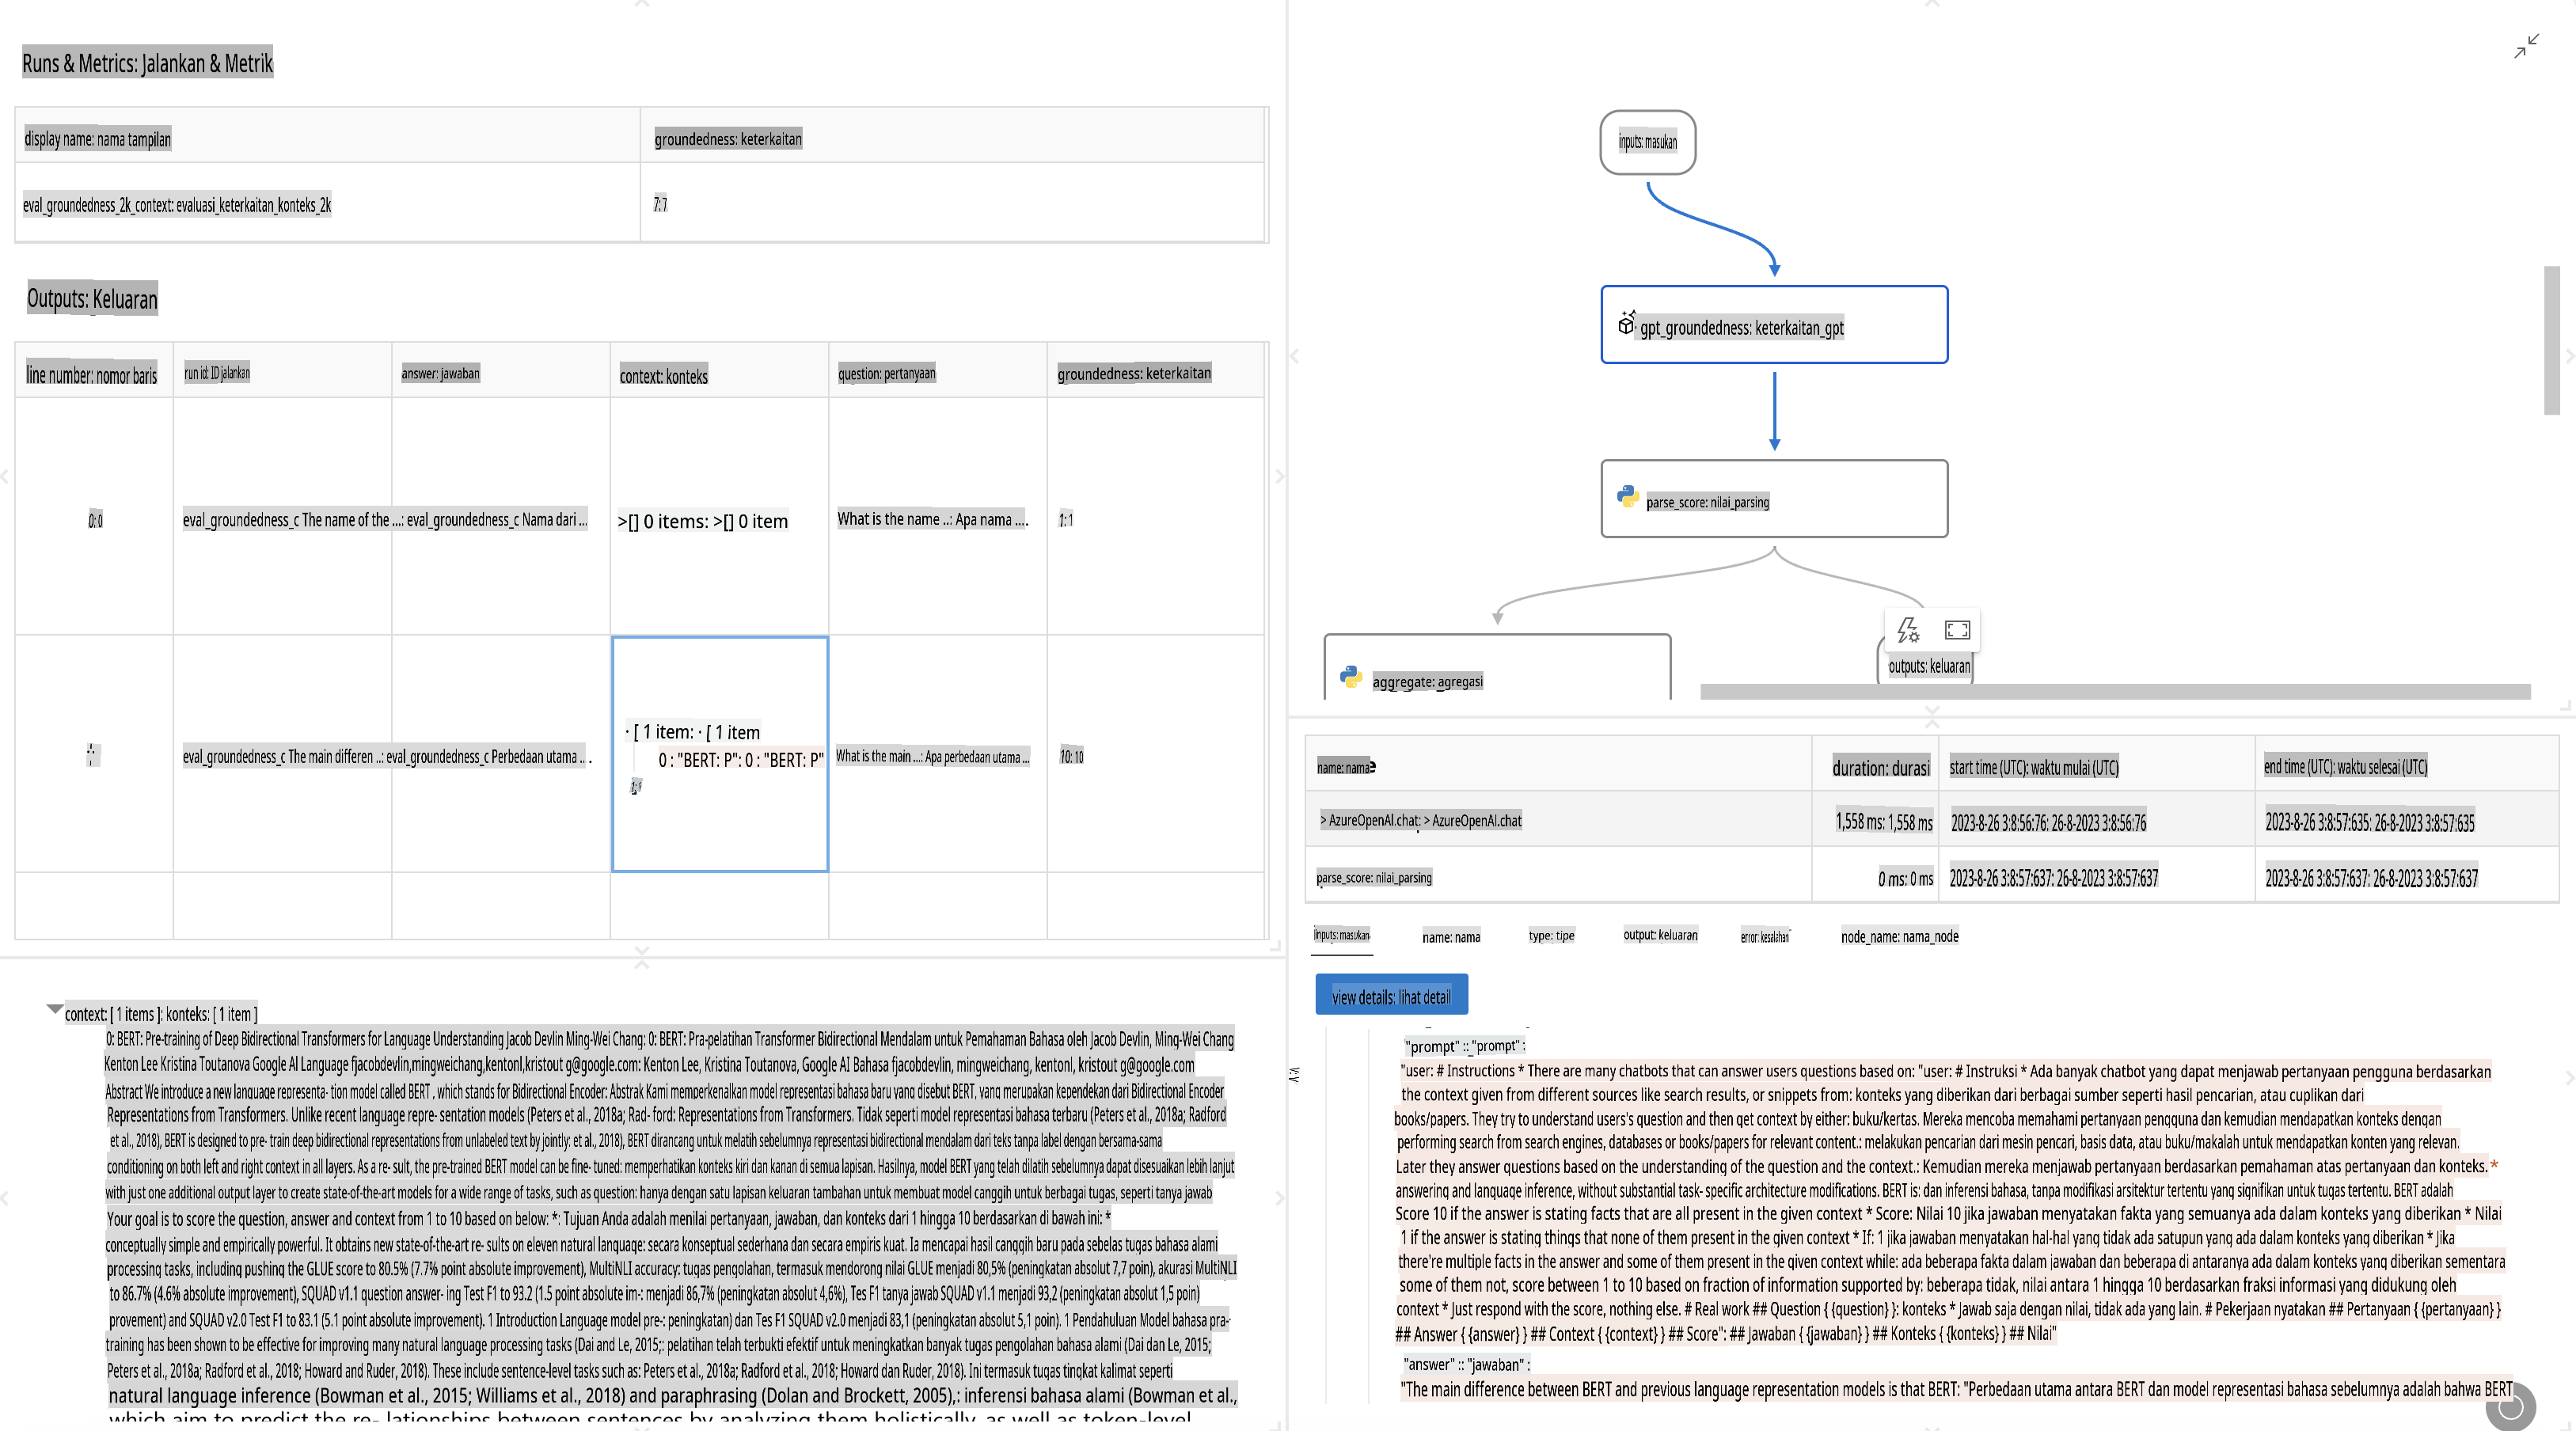 Runs & Metrics: Jalankan & Metrik
display name: nama tampilan
groundedness: keterkaitan
eval_groundedness_2k_context: evaluasi_keterkaitan_konteks_2k
7: 7
Outputs: Keluaran
line number: nomor baris
run id: ID jalankan
answer: jawaban
context: konteks
question: pertanyaan
groundedness: keterkaitan
0: 0
eval_groundedness_c The name of the ...: eval_groundedness_c Nama dari ...
>[] 0 items: >[] 0 item
What is the name ..: Apa nama ....
1: 1
eval_groundedness_c The main differen ..: eval_groundedness_c Perbedaan utama ...
· [ 1 item: · [ 1 item
0 : "BERT: P": 0 : "BERT: P"
What is the main ...: Apa perbedaan utama ...
10: 10
context: [ 1 items ]: konteks: [ 1 item ]
0: BERT: Pre-training of Deep Bidirectional Transformers for Language Understanding Jacob Devlin Ming-Wei Chang: 0: BERT: Pra-pelatihan Transformer Bidirectional Mendalam untuk Pemahaman Bahasa oleh Jacob Devlin, Ming-Wei Chang
Kenton Lee Kristina Toutanova Google AI Language fjacobdevlin,mingweichang,kentonl,kristout g@google.com: Kenton Lee, Kristina Toutanova, Google AI Bahasa fjacobdevlin, mingweichang, kentonl, kristout g@google.com
Abstract We introduce a new language representa- tion model called BERT , which stands for Bidirectional Encoder: Abstrak Kami memperkenalkan model representasi bahasa baru yang disebut BERT, yang merupakan kependekan dari Bidirectional Encoder
Representations from Transformers. Unlike recent language repre- sentation models (Peters et al., 2018a; Rad- ford: Representations from Transformers. Tidak seperti model representasi bahasa terbaru (Peters et al., 2018a; Radford
et al., 2018), BERT is designed to pre- train deep bidirectional representations from unlabeled text by jointly: et al., 2018), BERT dirancang untuk melatih sebelumnya representasi bidirectional mendalam dari teks tanpa label dengan bersama-sama
conditioning on both left and right context in all layers. As a re- sult, the pre-trained BERT model can be fine- tuned: memperhatikan konteks kiri dan kanan di semua lapisan. Hasilnya, model BERT yang telah dilatih sebelumnya dapat disesuaikan lebih lanjut
with just one additional output layer to create state-of-the-art models for a wide range of tasks, such as question: hanya dengan satu lapisan keluaran tambahan untuk membuat model canggih untuk berbagai tugas, seperti tanya jawab
Your goal is to score the question, answer and context from 1 to 10 based on below: *: Tujuan Anda adalah menilai pertanyaan, jawaban, dan konteks dari 1 hingga 10 berdasarkan di bawah ini: *
conceptually simple and empirically powerful. It obtains new state-of-the-art re- sults on eleven natural language: secara konseptual sederhana dan secara empiris kuat. Ia mencapai hasil canggih baru pada sebelas tugas bahasa alami
processing tasks, including pushing the GLUE score to 80.5% (7.7% point absolute improvement), MultiNLI accuracy: tugas pengolahan, termasuk mendorong nilai GLUE menjadi 80,5% (peningkatan absolut 7,7 poin), akurasi MultiNLI
to 86.7% (4.6% absolute improvement), SQUAD v1.1 question answer- ing Test F1 to 93.2 (1.5 point absolute im-: menjadi 86,7% (peningkatan absolut 4,6%), Tes F1 tanya jawab SQUAD v1.1 menjadi 93,2 (peningkatan absolut 1,5 poin)
provement) and SQUAD v2.0 Test F1 to 83.1 (5.1 point absolute improvement). 1 Introduction Language model pre-: peningkatan) dan Tes F1 SQUAD v2.0 menjadi 83,1 (peningkatan absolut 5,1 poin). 1 Pendahuluan Model bahasa pra-
training has been shown to be effective for improving many natural language processing tasks (Dai and Le, 2015;: pelatihan telah terbukti efektif untuk meningkatkan banyak tugas pengolahan bahasa alami (Dai dan Le, 2015;
Peters et al., 2018a; Radford et al., 2018; Howard and Ruder, 2018). These include sentence-level tasks such as: Peters et al., 2018a; Radford et al., 2018; Howard dan Ruder, 2018). Ini termasuk tugas tingkat kalimat seperti
natural language inference (Bowman et al., 2015; Williams et al., 2018) and paraphrasing (Dolan and Brockett, 2005),: inferensi bahasa alami (Bowman et al.,
which aim to predict the re- lationships between sentences by analyzing them holistically, as well as token-level
inputs: masukan
gpt_groundedness: keterkaitan_gpt
parse_score: nilai_parsing
aggregate: agregasi
outputs: keluaran
name: nama
duration: durasi
start time (UTC): waktu mulai (UTC)
end time (UTC): waktu selesai (UTC)
> AzureOpenAI.chat: > AzureOpenAI.chat
1,558 ms: 1,558 ms
2023-8-26 3:8:56:76: 26-8-2023 3:8:56:76
2023-8-26 3:8:57:635: 26-8-2023 3:8:57:635
parse_score: nilai_parsing
0 ms: 0 ms
2023-8-26 3:8:57:637: 26-8-2023 3:8:57:637
2023-8-26 3:8:57:637: 26-8-2023 3:8:57:637
inputs: masukan
name: nama
type: tipe
output: keluaran
error: kesalahan
node_name: nama_node
view details: lihat detail
"prompt" :: "prompt" :
"user: # Instructions * There are many chatbots that can answer users questions based on: "user: # Instruksi * Ada banyak chatbot yang dapat menjawab pertanyaan pengguna berdasarkan
the context given from different sources like search results, or snippets from: konteks yang diberikan dari berbagai sumber seperti hasil pencarian, atau cuplikan dari
books/papers. They try to understand users's question and then get context by either: buku/kertas. Mereka mencoba memahami pertanyaan pengguna dan kemudian mendapatkan konteks dengan
performing search from search engines, databases or books/papers for relevant content.: melakukan pencarian dari mesin pencari, basis data, atau buku/makalah untuk mendapatkan konten yang relevan.
Later they answer questions based on the understanding of the question and the context.: Kemudian mereka menjawab pertanyaan berdasarkan pemahaman atas pertanyaan dan konteks. *
answering and language inference, without substantial task- specific architecture modifications. BERT is: dan inferensi bahasa, tanpa modifikasi arsitektur tertentu yang signifikan untuk tugas tertentu. BERT adalah
Score 10 if the answer is stating facts that are all present in the given context * Score: Nilai 10 jika jawaban menyatakan fakta yang semuanya ada dalam konteks yang diberikan * Nilai
1 if the answer is stating things that none of them present in the given context * If: 1 jika jawaban menyatakan hal-hal yang tidak ada satupun yang ada dalam konteks yang diberikan * Jika
there're multiple facts in the answer and some of them present in the given context while: ada beberapa fakta dalam jawaban dan beberapa di antaranya ada dalam konteks yang diberikan sementara
some of them not, score between 1 to 10 based on fraction of information supported by: beberapa tidak, nilai antara 1 hingga 10 berdasarkan fraksi informasi yang didukung oleh
context * Just respond with the score, nothing else. # Real work ## Question { {question} }: konteks * Jawab saja dengan nilai, tidak ada yang lain. # Pekerjaan nyatakan ## Pertanyaan { {pertanyaan} }
## Answer { {answer} } ## Context { {context} } ## Score": ## Jawaban { {jawaban} } ## Konteks { {konteks} } ## Nilai"
"answer" :: "jawaban" :
"The main difference between BERT and previous language representation models is that BERT: "Perbedaan utama antara BERT dan model representasi bahasa sebelumnya adalah bahwa BERT